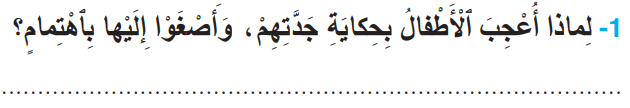 1- لِماذا أُعْجِبَ ٱلْأَطْفالُ بِحِكايَةِ جَدَّتِهِمْ، وَأَصْغَوْا إِلَيْها بِٱهْتِمامٍ؟
................................................................................